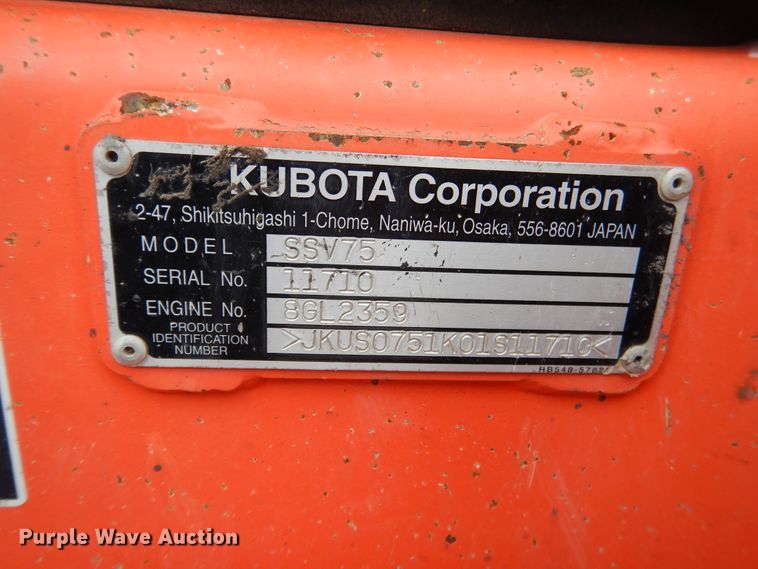 KUBOTA Corporation
2-47, Shikitsuhigashi 1-Chome, Naniwa-ku, Osaka, 556-8601 JAPAN
MODEL SSV75
SERIAL No. 11710
ENGINE No. 8GL2359
PRODUCT
IDENTIFICATION >JKUS0751K01S11710<
NUMBER
Purple Wave Auction